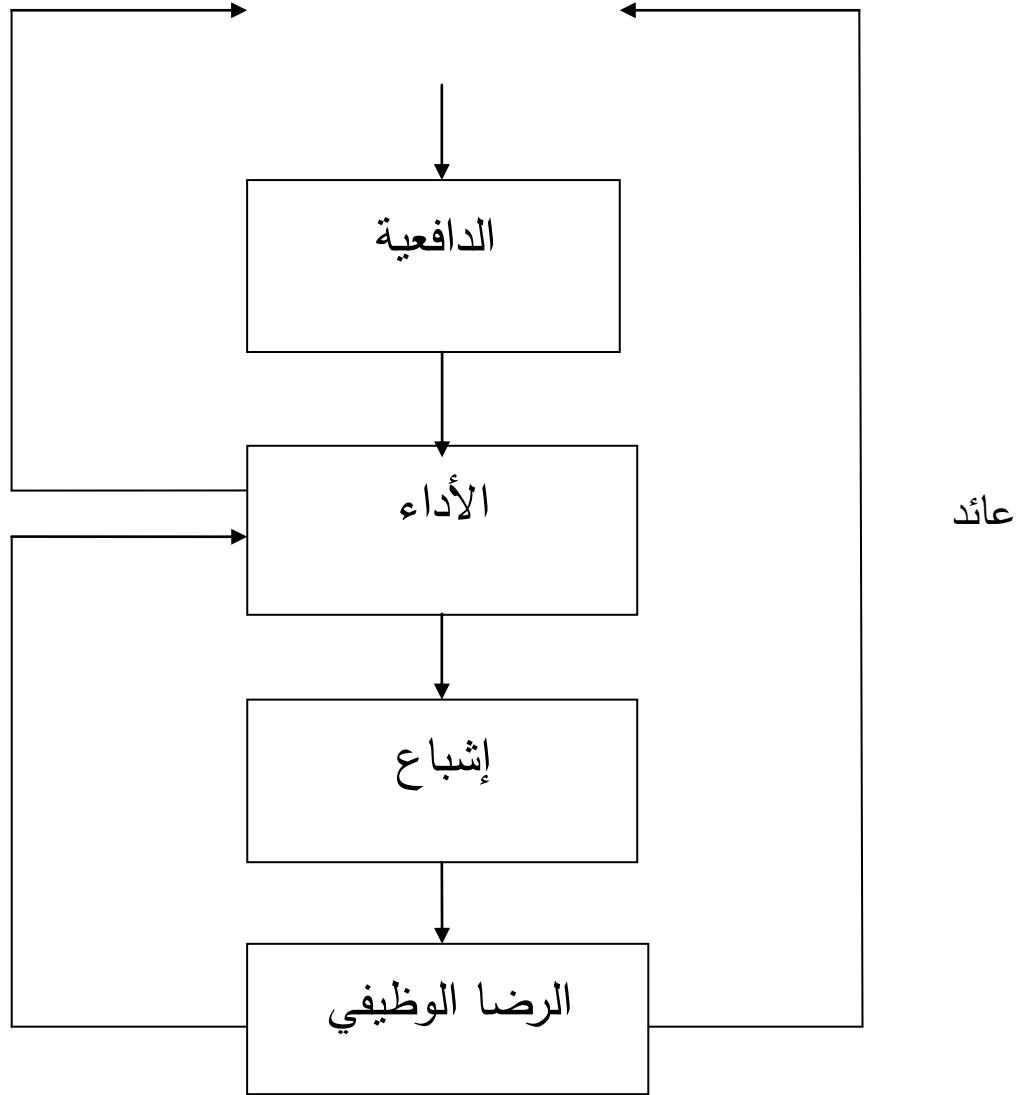 الدافعية
الأداء
عائد
إشباع
الرضا الوظيفي